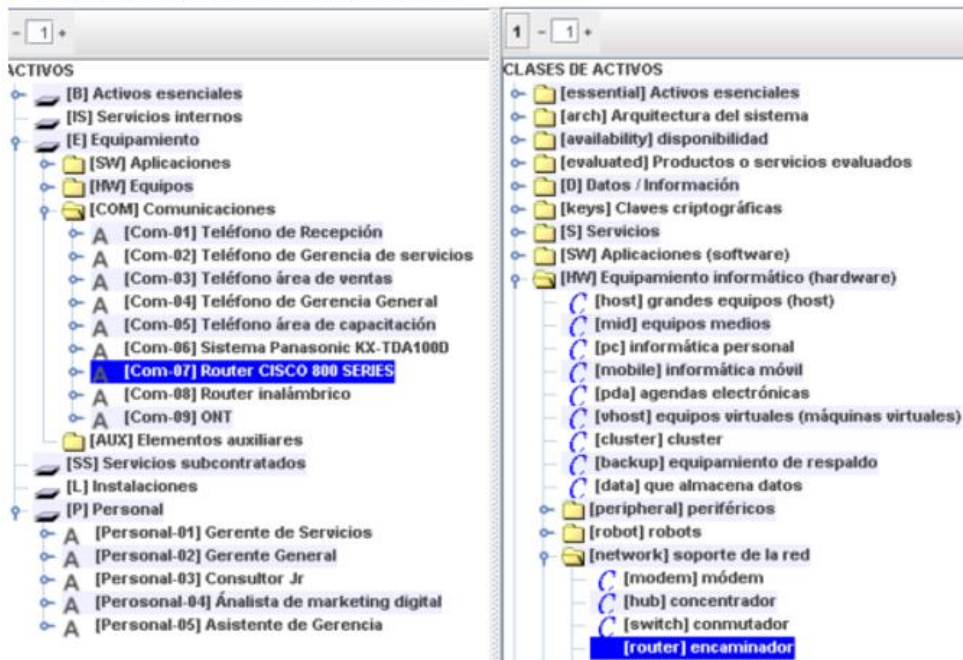 - 1 +
ACTIVOS
[B] Activos esenciales
[IS] Servicios internos
[E] Equipamiento
[SW] Aplicaciones
[HW] Equipos
[COM] Comunicaciones
A [Com-01] Teléfono de Recepción
A [Com-02] Teléfono de Gerencia de servicios
A [Com-03] Teléfono área de ventas
A [Com-04] Teléfono de Gerencia General
A [Com-05] Teléfono área de capacitación
A [Com-06] Sistema Panasonic KX-TDA100D
A [Com-07] Router CISCO 800 SERIES
A [Com-08] Router inalámbrico
A [Com-09] ONT
[AUX] Elementos auxiliares
[SS] Servicios subcontratados
[L] Instalaciones
[P] Personal
A [Personal-01] Gerente de Servicios
A [Personal-02] Gerente General
A [Personal-03] Consultor Jr
A [Perosonal-04] Ánalista de marketing digital
A [Personal-05] Asistente de Gerencia
1 - 1 +
CLASES DE ACTIVOS
[essential] Activos esenciales
[arch] Arquitectura del sistema
[availability] disponibilidad
[evaluated] Productos o servicios evaluados
[D] Datos / Información
[keys] Claves criptográficas
[S] Servicios
[SW] Aplicaciones (software)
[HW] Equipamiento informático (hardware)
[host] grandes equipos (host)
[mid] equipos medios
[pc] informática personal
[mobile] informática móvil
[pda] agendas electrónicas
[vhost] equipos virtuales (máquinas virtuales)
[cluster] cluster
[backup] equipamiento de respaldo
[data] que almacena datos
[peripheral] periféricos
[robot] robots
[network] soporte de la red
[modem] módem
[hub] concentrador
[switch] conmutador
[router] encaminador